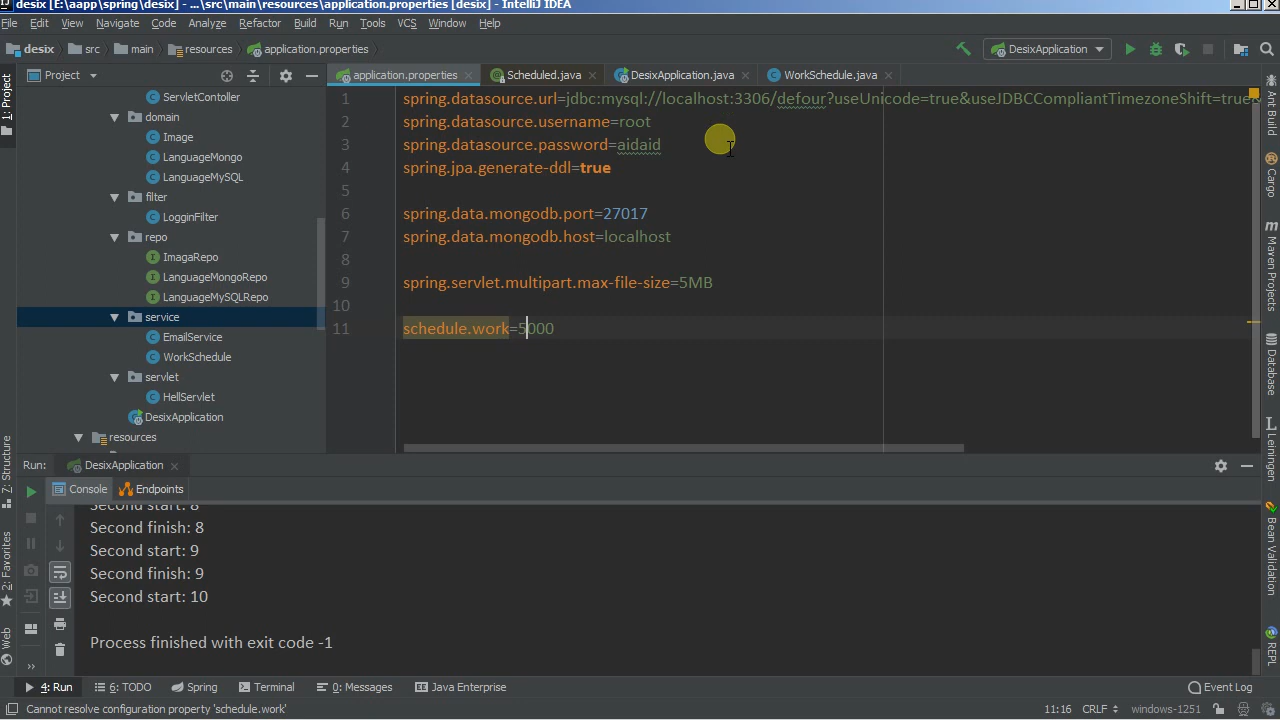 desix [E:\aapp\spring\desix] - ...\src\main\resources\application.properties [desix] - IntelliJ IDEA
File Edit View Navigate Code Analyze Refactor Build Run Tools VCS Window Help
desix src main resources application.properties DesixApplication
Project
application.properties Scheduled.java DesixApplication.java WorkSchedule.java
ServletContoller
domain
Image
LanguageMongo
LanguageMySQL
filter
LogginFilter
repo
ImagaRepo
LanguageMongoRepo
LanguageMySQLRepo
service
EmailService
WorkSchedule
servlet
HellServlet
DesixApplication
resources
1 spring.datasource.url=jdbc:mysql://localhost:3306/defour?useUnicode=true&useJDBCCompliantTimezoneShift=true&
2 spring.datasource.username=root
3 spring.datasource.password=aidaid
4 spring.jpa.generate-ddl=true
5
6 spring.data.mongodb.port=27017
7 spring.data.mongodb.host=localhost
8
9 spring.servlet.multipart.max-file-size=5MB
10
11 schedule.work=5000
1: Project
Z: Structure
2: Favorites
Web
Ant Build
Cargo
m Maven Projects
Database
L Leiningen
Bean Validation
REPL
Run: DesixApplication
Console Endpoints
Second start: 8
Second finish: 8
Second start: 9
Second finish: 9
Second start: 10
Process finished with exit code -1
4: Run 6: TODO Spring Terminal 0: Messages Java Enterprise Event Log
Cannot resolve configuration property 'schedule.work' 11:16 CRLF windows-1251